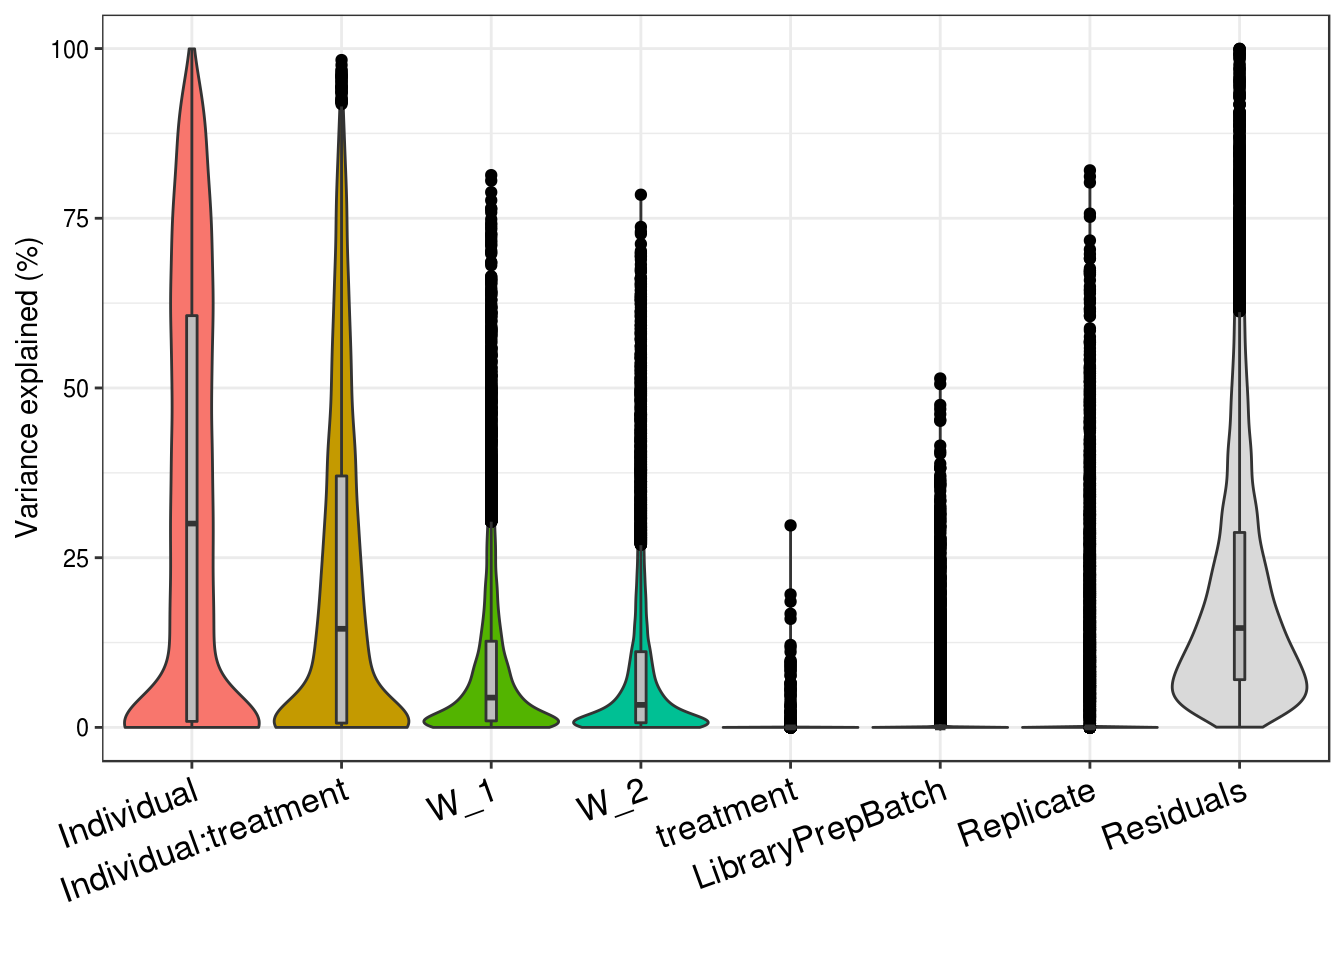 Variance explained (%)
100
75
50
25
0
Individual
Individual:treatment
W_1
W_2
treatment
LibraryPrepBatch
Replicate
Residuals